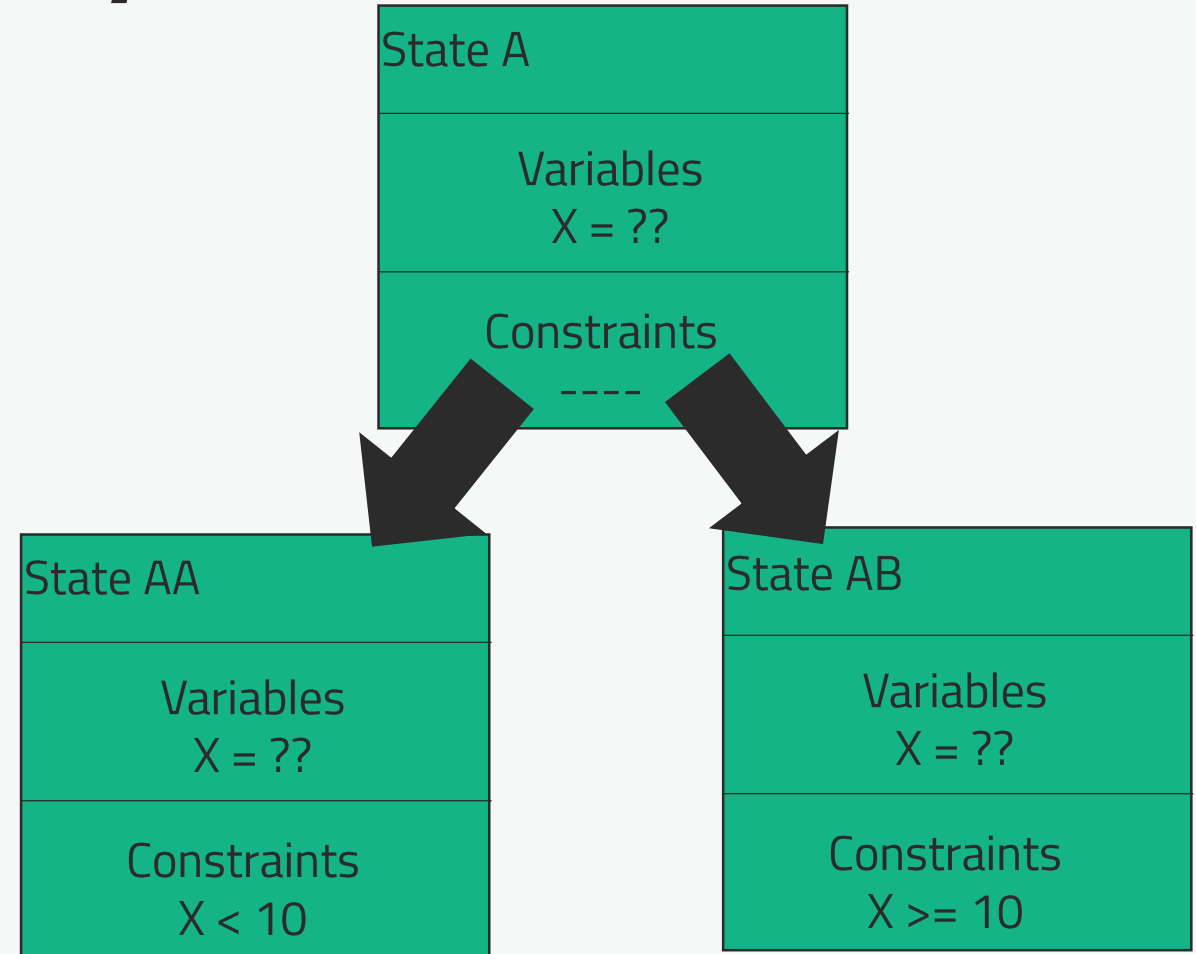 State A
Variables
X = ??
Constraints
----
State AA
Variables
X = ??
Constraints
X < 10
State AB
Variables
X = ??
Constraints
X >= 10